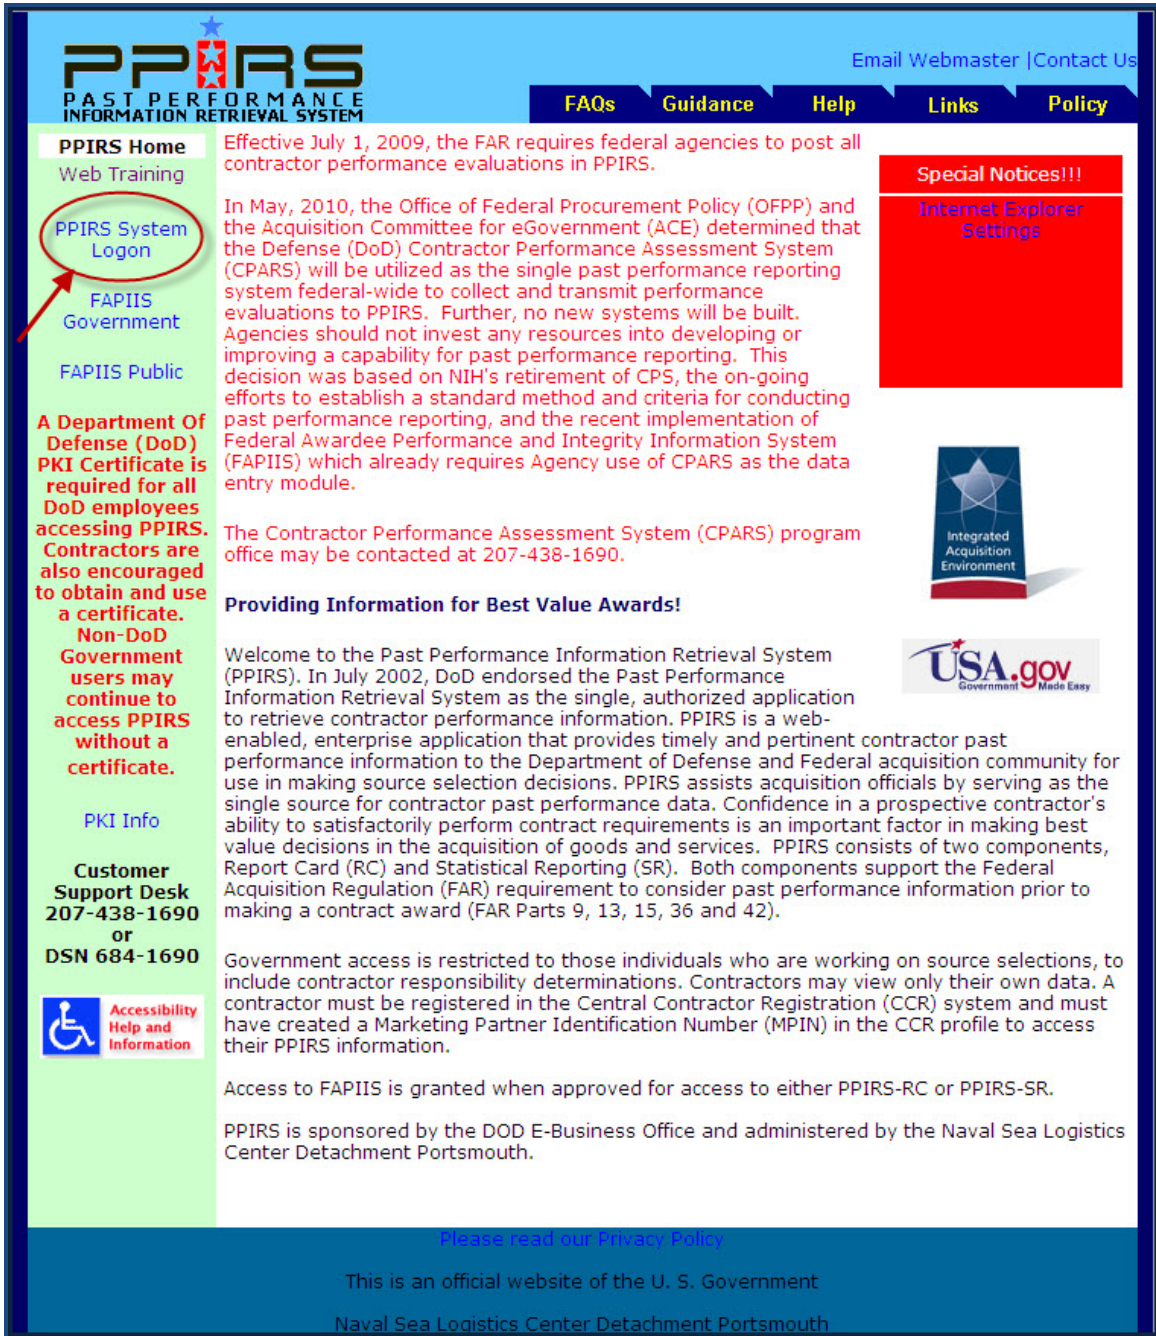 PPIRS
PAST PERFORMANCE
INFORMATION RETRIEVAL SYSTEM
Email Webmaster |Contact Us
FAQs Guidance Help Links Policy
PPIRS Home
Web Training
PPIRS System
Logon
FAPIIS
Government
FAPIIS Public
A Department Of
Defense (DoD)
PKI Certificate is
required for all
DoD employees
accessing PPIRS.
Contractors are
also encouraged
to obtain and use
a certificate.
Non-DoD
Government
users may
continue to
access PPIRS
without a
certificate.
PKI Info
Customer
Support Desk
207-438-1690
or
DSN 684-1690
Accessibility
Help and
Information
Effective July 1, 2009, the FAR requires federal agencies to post all
contractor performance evaluations in PPIRS.
In May, 2010, the Office of Federal Procurement Policy (OFPP) and
the Acquisition Committee for eGovernment (ACE) determined that
the Defense (DoD) Contractor Performance Assessment System
(CPARS) will be utilized as the single past performance reporting
system federal-wide to collect and transmit performance
evaluations to PPIRS.  Further, no new systems will be built.
Agencies should not invest any resources into developing or
improving a capability for past performance reporting.  This
decision was based on NIH's retirement of CPS, the on-going
efforts to establish a standard method and criteria for conducting
past performance reporting, and the recent implementation of
Federal Awardee Performance and Integrity Information System
(FAPIIS) which already requires Agency use of CPARS as the data
entry module.
The Contractor Performance Assessment System (CPARS) program
office may be contacted at 207-438-1690.
Special Notices!!!
Internet Explorer
Settings
Integrated
Acquisition
Environment
USA.gov
Government Made Easy
Providing Information for Best Value Awards!
Welcome to the Past Performance Information Retrieval System
(PPIRS). In July 2002, DoD endorsed the Past Performance
Information Retrieval System as the single, authorized application
to retrieve contractor performance information. PPIRS is a web-
enabled, enterprise application that provides timely and pertinent contractor past
performance information to the Department of Defense and Federal acquisition community for
use in making source selection decisions. PPIRS assists acquisition officials by serving as the
single source for contractor past performance data. Confidence in a prospective contractor's
ability to satisfactorily perform contract requirements is an important factor in making best
value decisions in the acquisition of goods and services.  PPIRS consists of two components,
Report Card (RC) and Statistical Reporting (SR).  Both components support the Federal
Acquisition Regulation (FAR) requirement to consider past performance information prior to
making a contract award (FAR Parts 9, 13, 15, 36 and 42).
Government access is restricted to those individuals who are working on source selections, to
include contractor responsibility determinations. Contractors may view only their own data. A
contractor must be registered in the Central Contractor Registration (CCR) system and must
have created a Marketing Partner Identification Number (MPIN) in the CCR profile to access
their PPIRS information.
Access to FAPIIS is granted when approved for access to either PPIRS-RC or PPIRS-SR.
PPIRS is sponsored by the DOD E-Business Office and administered by the Naval Sea Logistics
Center Detachment Portsmouth.
Please read our Privacy Policy
This is an official website of the U. S. Government
Naval Sea Logistics Center Detachment Portsmouth